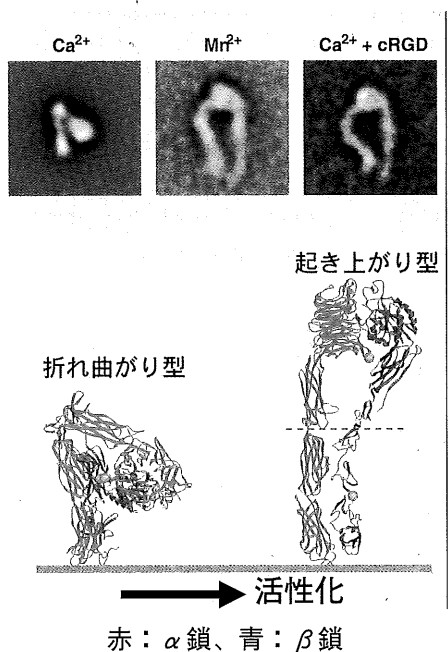 Ca2+
Mn2+
Ca2+ + cRGD
起き上がり型
折れ曲がり型
活性化
赤：α鎖、青：β鎖